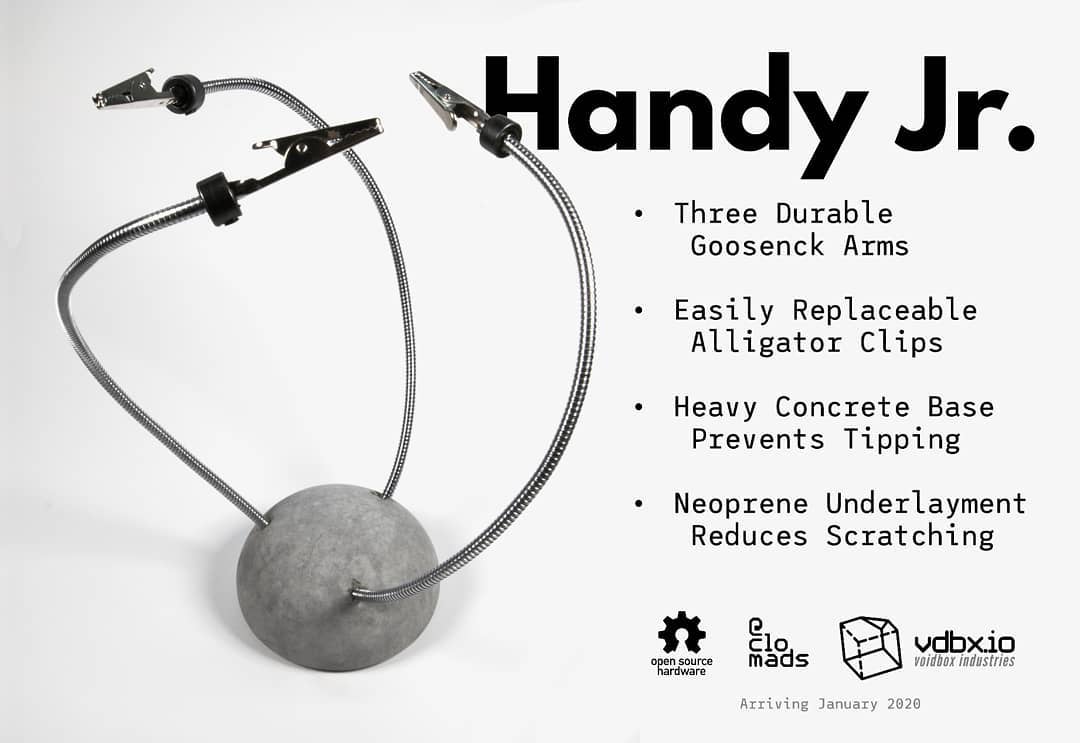 Handy Jr.
• Three Durable
Goosenck Arms
• Easily Replaceable
Alligator Clips
• Heavy Concrete Base
Prevents Tipping
• Neoprene Underlayment
Reduces Scratching
open source
hardware
e
clo
mads
vdbx.io
voidbox industries
Arriving January 2020